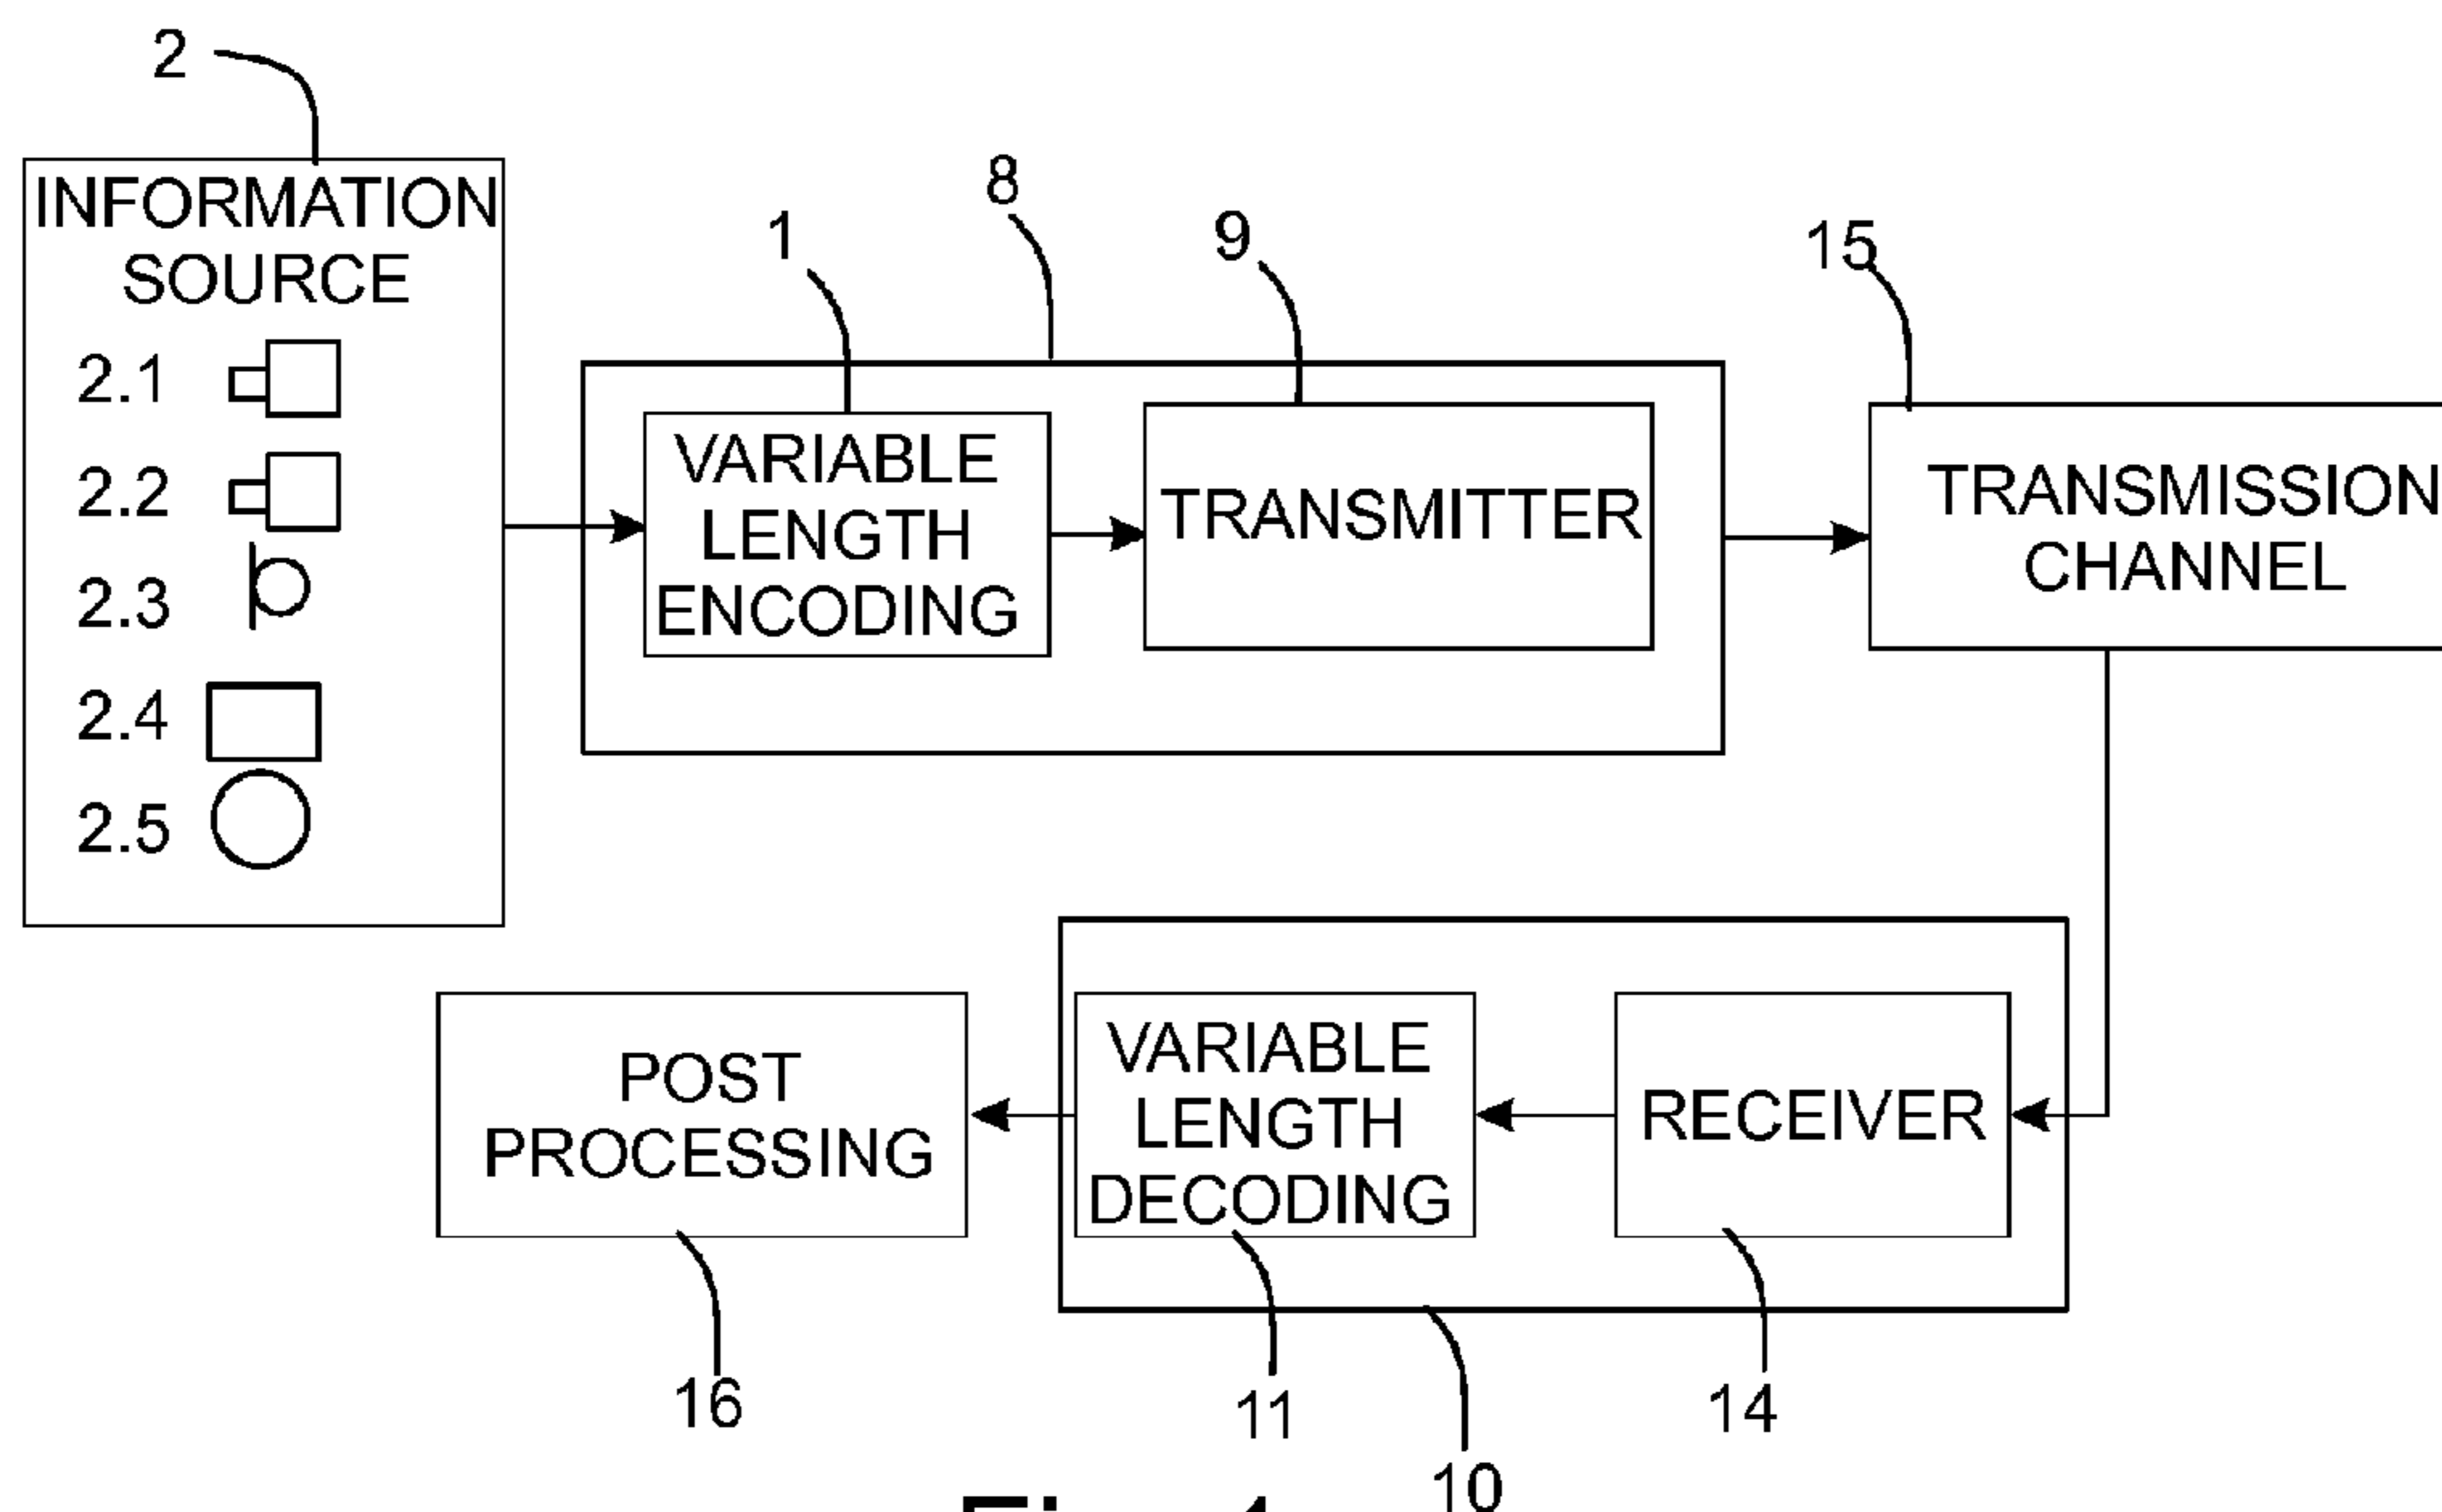 2
INFORMATION
SOURCE
2.1
2.2
2.3
2.4
2.5
8
1
9
15
VARIABLE
LENGTH
ENCODING
TRANSMITTER
TRANSMISSION
CHANNEL
POST
PROCESSING
VARIABLE
LENGTH
DECODING
RECEIVER
16
11
14
10